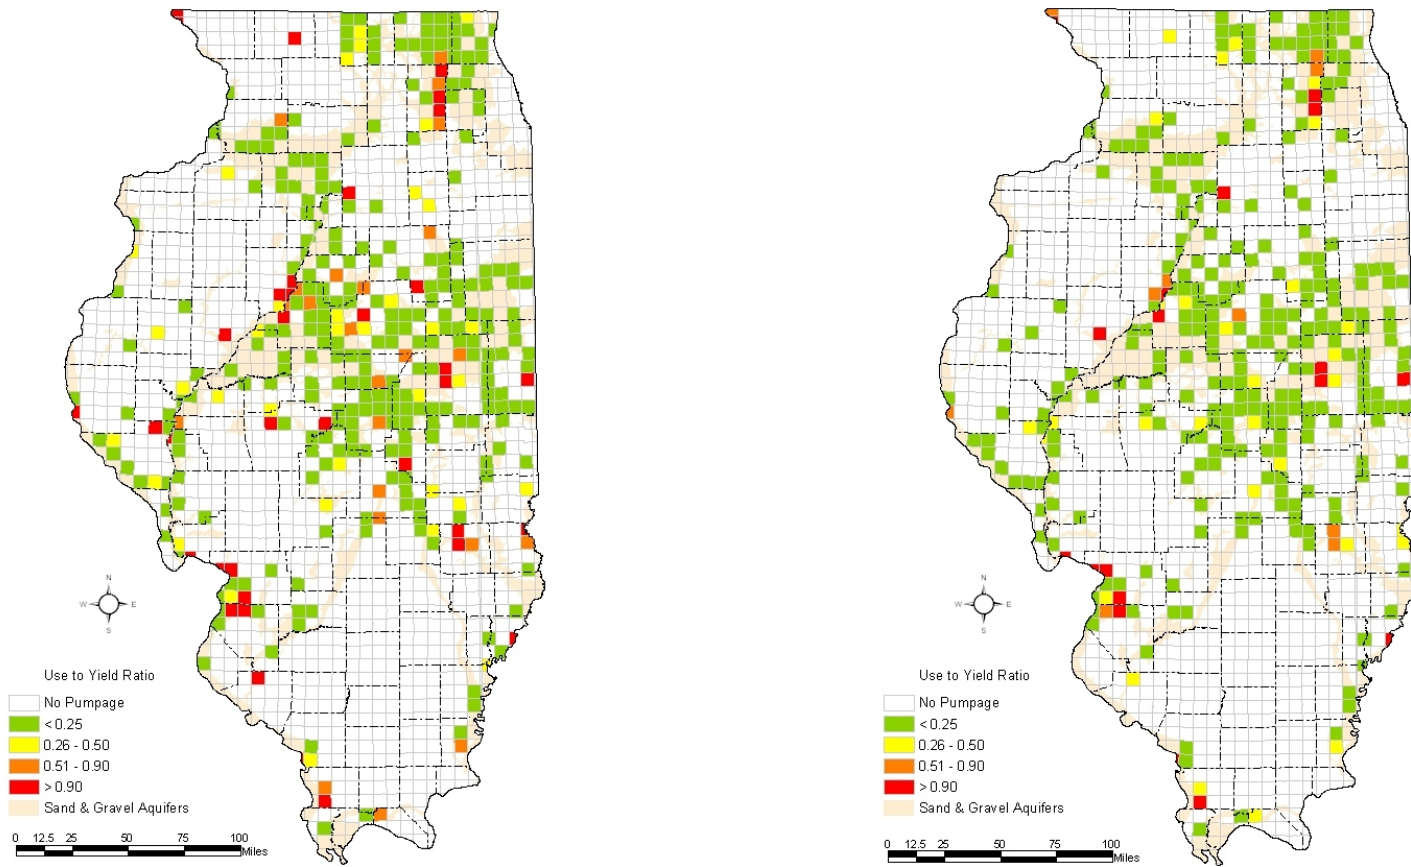 N
W E
S
Use to Yield Ratio
No Pumpage
< 0.25
0.26 - 0.50
0.51 - 0.90
> 0.90
Sand & Gravel Aquifers
0 12.5 25 50 75 100
Miles
N
W E
S
Use to Yield Ratio
No Pumpage
< 0.25
0.26 - 0.50
0.51 - 0.90
> 0.90
Sand & Gravel Aquifers
0 12.5 25 50 75 100
Miles